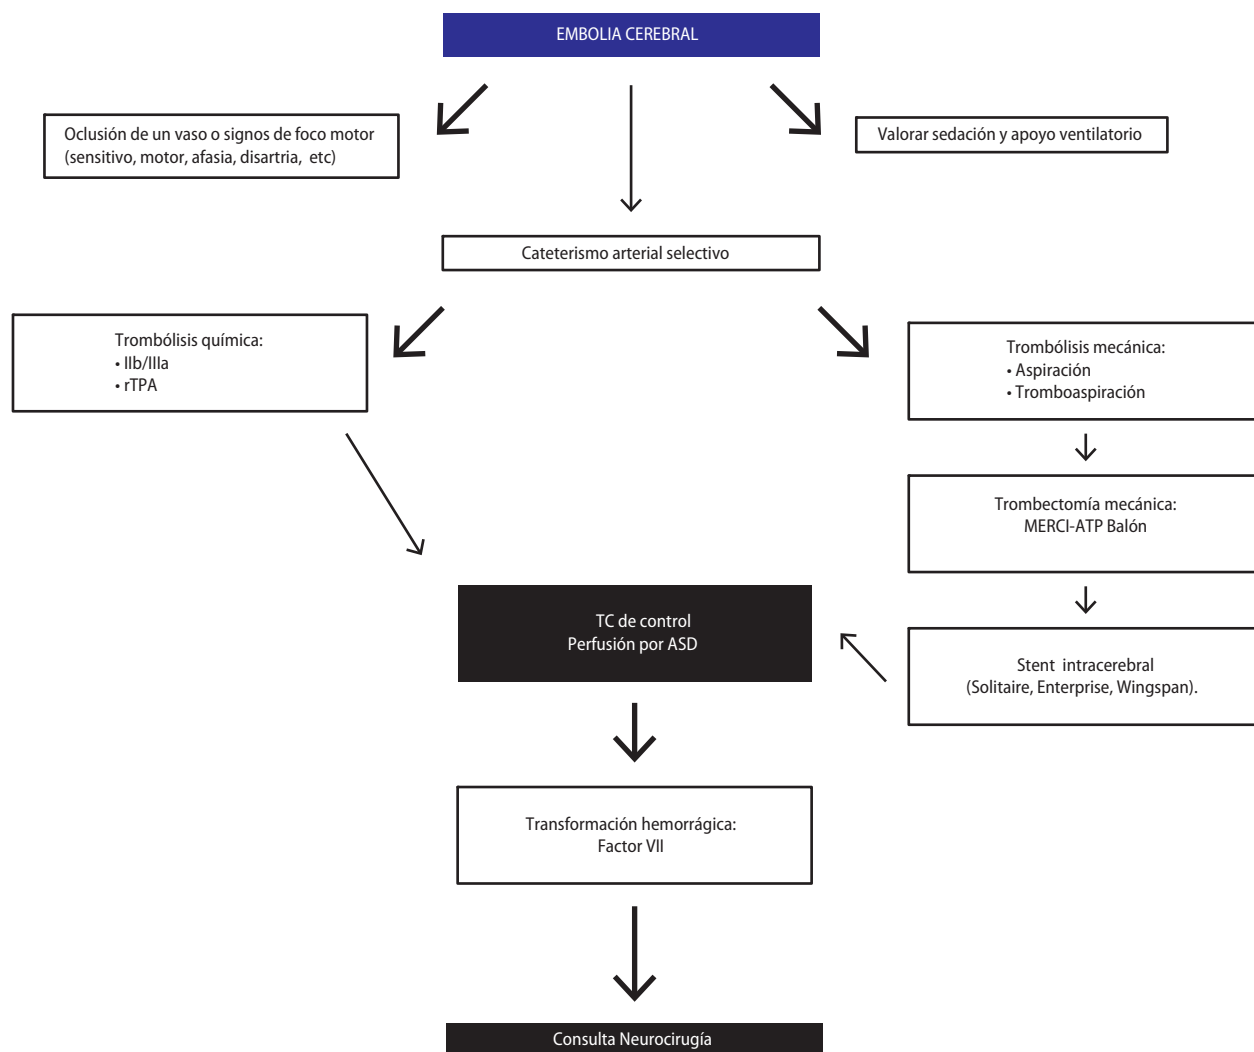 EMBOLIA CEREBRAL
Oclusión de un vaso o signos de foco motor
(sensitivo, motor, afasia, disartria, etc)
Valorar sedación y apoyo ventilatorio
Cateterismo arterial selectivo
Trombólisis química:
• IIb/IIIa
• rTPA
Trombólisis mecánica:
• Aspiración
• Tromboaspiración
Trombectomía mecánica:
MERCI-ATP Balón
TC de control
Perfusión por ASD
Stent intracerebral
(Solitaire, Enterprise, Wingspan).
Transformación hemorrágica:
Factor VII
Consulta Neurocirugía